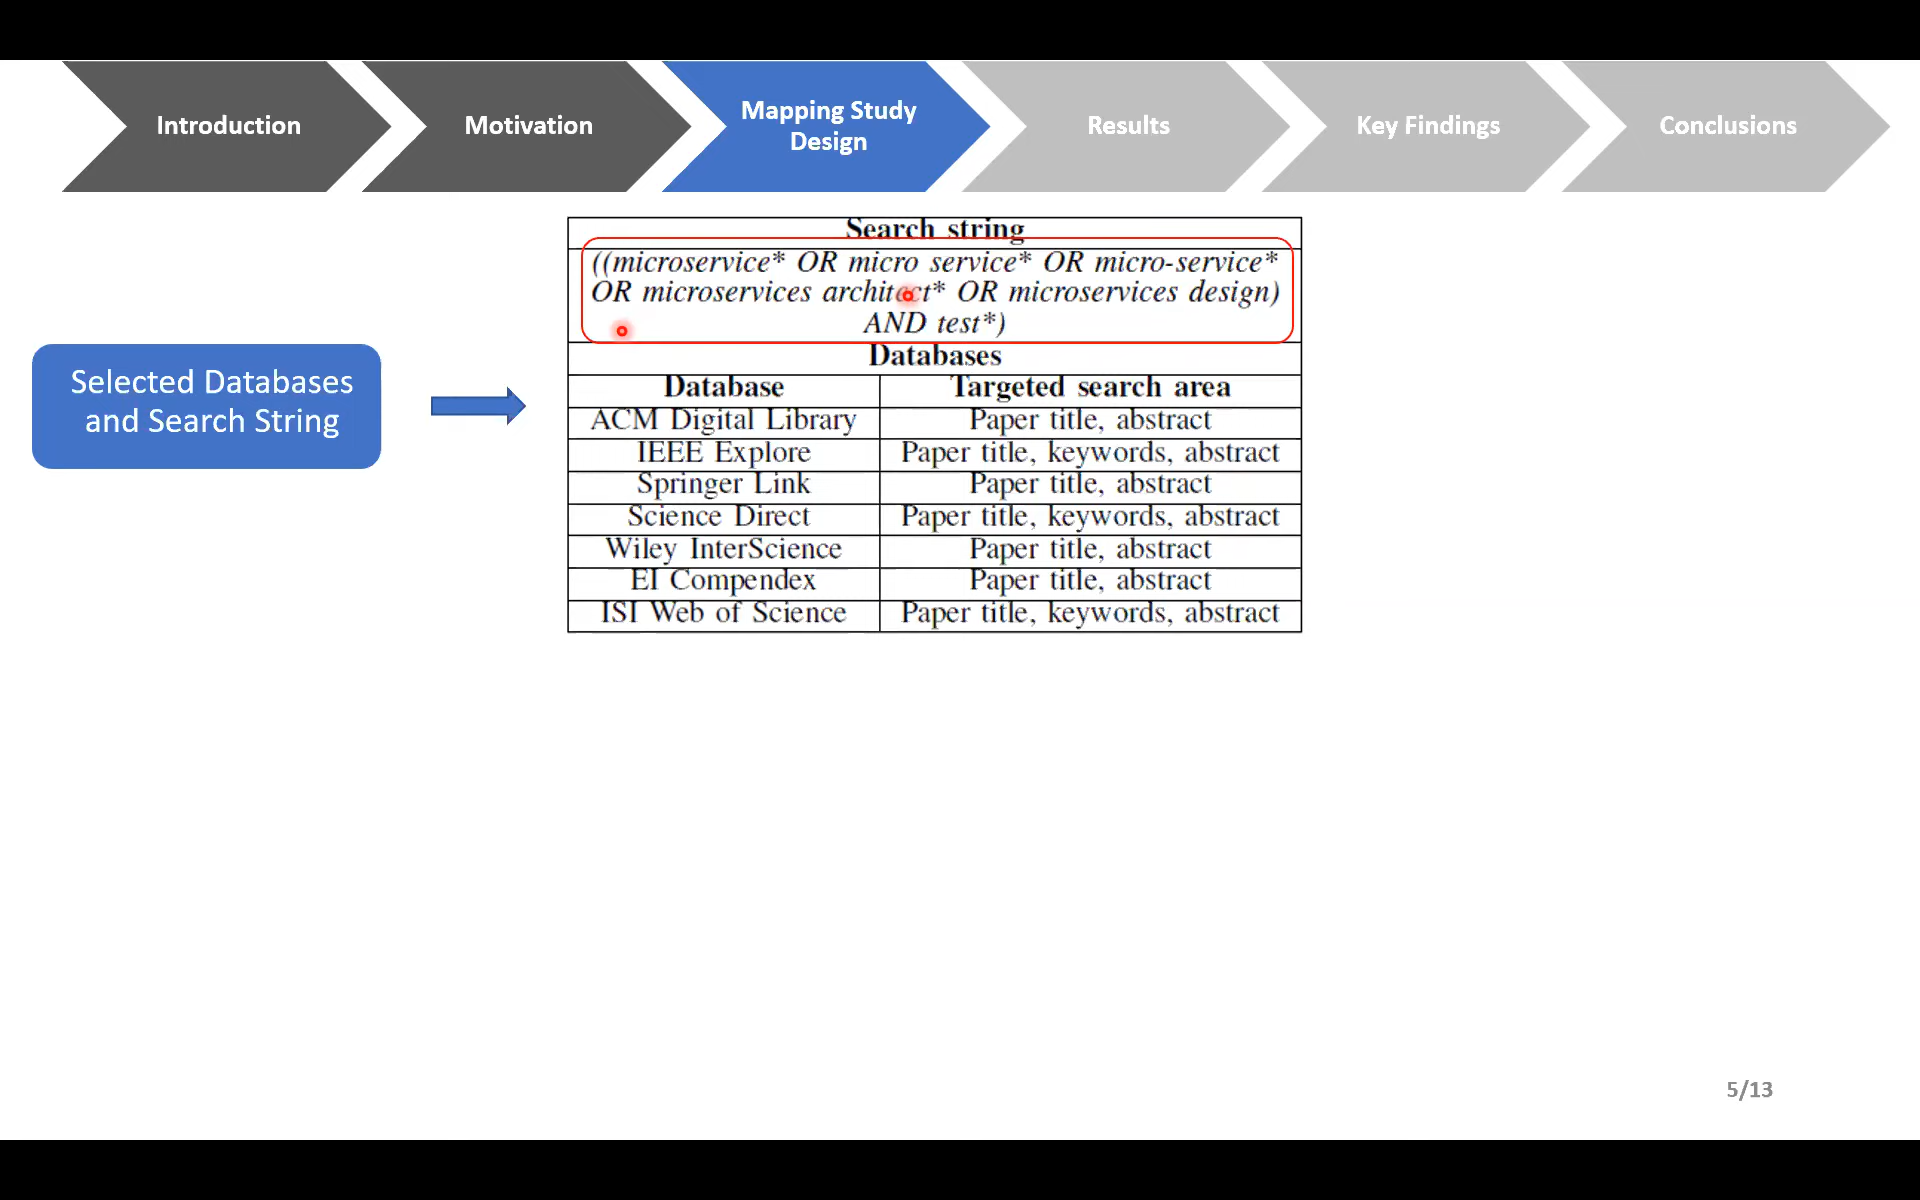 Introduction
Motivation
Mapping Study
Design
Results
Key Findings
Conclusions
Selected Databases
and Search String
Search string
((microservice* OR micro service* OR micro-service*
OR microservices architect* OR microservices design)
AND test*)
Databases
Database Targeted search area
ACM Digital Library Paper title, abstract
IEEE Explore Paper title, keywords, abstract
Springer Link Paper title, abstract
Science Direct Paper title, keywords, abstract
Wiley InterScience Paper title, abstract
EI Compendex Paper title, abstract
ISI Web of Science Paper title, keywords, abstract
5/13